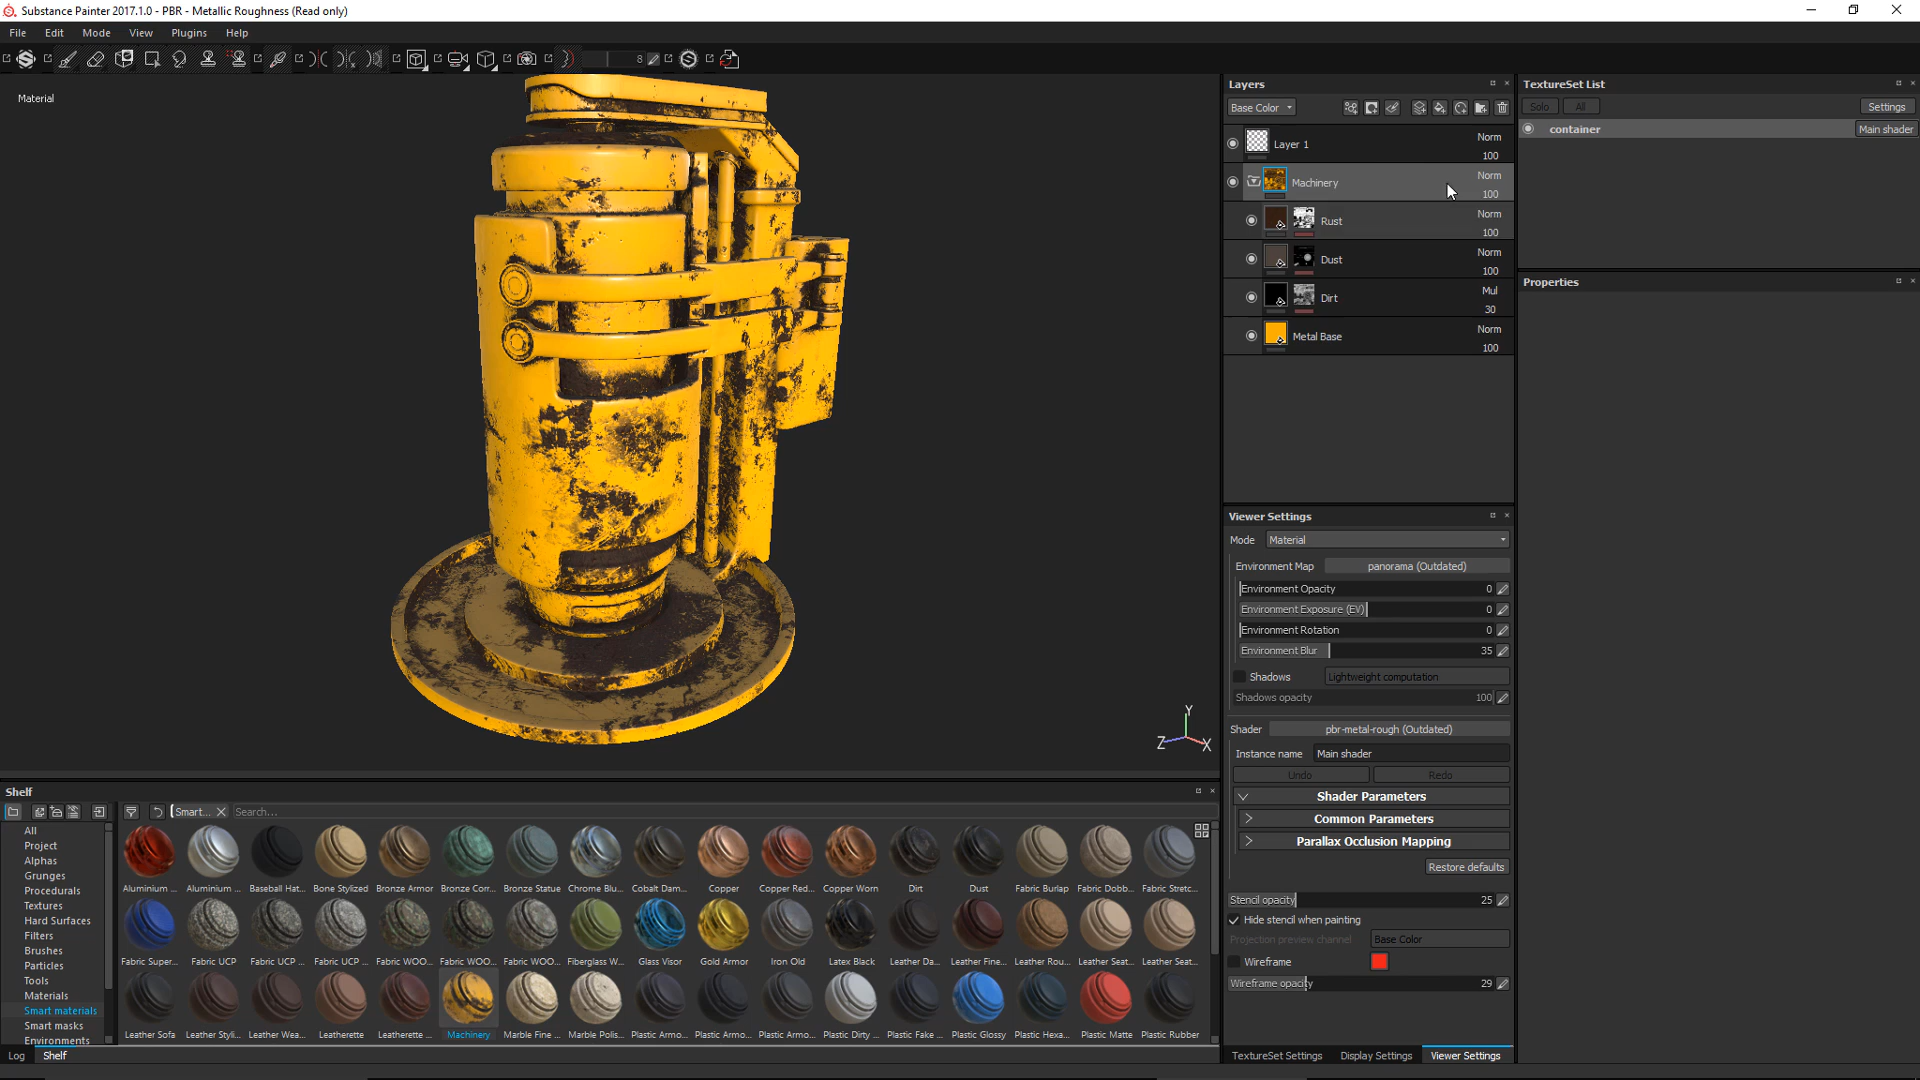 Substance Painter 2017.1.0 - PBR - Metallic Roughness (Read only)
File Edit Mode View Plugins Help
8
Material
Y
Z X
Layers
Base Color
Layer 1 Norm 100
Machinery Norm 100
Rust Norm 100
Dust Norm 100
Dirt Mul 30
Metal Base Norm 100
TextureSet List
Solo All Settings
container Main shader
Properties
Viewer Settings
Mode Material
Environment Map panorama (Outdated)
Environment Opacity 0
Environment Exposure (EV) 0
Environment Rotation 0
Environment Blur 35
Shadows Lightweight computation
Shadows opacity 100
Shader pbr-metal-rough (Outdated)
Instance name Main shader
Undo Redo
Shader Parameters
Common Parameters
Parallax Occlusion Mapping
Restore defaults
Stencil opacity 25
Hide stencil when painting
Projection preview channel Base Color
Wireframe
Wireframe opacity 29
TextureSet Settings Display Settings Viewer Settings
Shelf
Smart... Search...
All
Project
Alphas
Grunges
Procedurals
Textures
Hard Surfaces
Filters
Brushes
Particles
Tools
Materials
Smart materials
Smart masks
Environments
Aluminium ... Aluminium ... Baseball Hat... Bone Stylized Bronze Armor Bronze Corr... Bronze Statue Chrome Blu... Cobalt Dam... Copper Copper Red... Copper Worn Dirt Dust Fabric Burlap Fabric Dobb... Fabric Stretc...
Fabric Super... Fabric UCP Fabric UCP ... Fabric UCP ... Fabric WOO... Fabric WOO... Fabric WOO... Fiberglass W... Glass Visor Gold Armor Iron Old Latex Black Leather Da... Leather Fine... Leather Rou... Leather Seat... Leather Seat...
Leather Sofa Leather Styli... Leather Wea... Leatherette Leatherette ... Machinery Marble Fine ... Marble Polis... Plastic Armo... Plastic Armo... Plastic Armo... Plastic Dirty ... Plastic Fake ... Plastic Glossy Plastic Hexa... Plastic Matte Plastic Rubber
Log Shelf